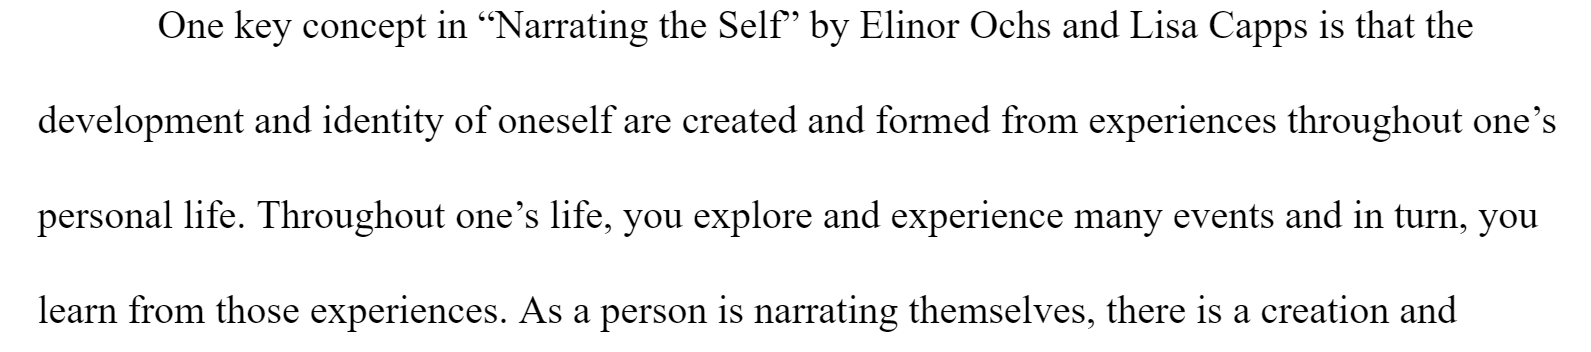 One key concept in “Narrating the Self” by Elinor Ochs and Lisa Capps is that the
development and identity of oneself are created and formed from experiences throughout one’s
personal life. Throughout one’s life, you explore and experience many events and in turn, you
learn from those experiences. As a person is narrating themselves, there is a creation and